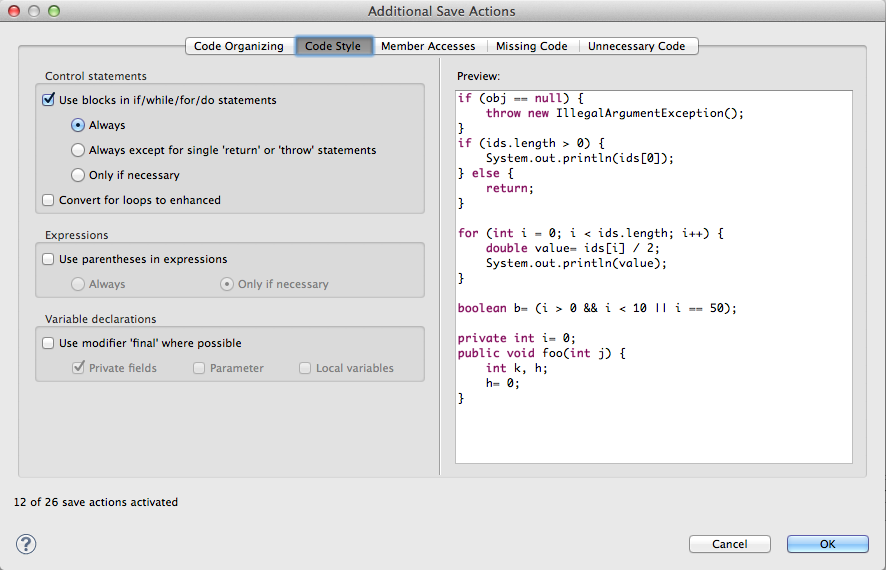 Additional Save Actions
Code Organizing Code Style Member Accesses Missing Code Unnecessary Code
Control statements
Use blocks in if/while/for/do statements
Always
Always except for single 'return' or 'throw' statements
Only if necessary
Convert for loops to enhanced
Expressions
Use parentheses in expressions
Always Only if necessary
Variable declarations
Use modifier 'final' where possible
Private fields Parameter Local variables
Preview:
if (obj == null) {
    throw new IllegalArgumentException();
}
if (ids.length > 0) {
    System.out.println(ids[0]);
} else {
    return;
}
for (int i = 0; i < ids.length; i++) {
    double value= ids[i] / 2;
    System.out.println(value);
}
boolean b= (i > 0 && i < 10 || i == 50);
private int i= 0;
public void foo(int j) {
    int k, h;
    h= 0;
}
12 of 26 save actions activated
?
Cancel OK